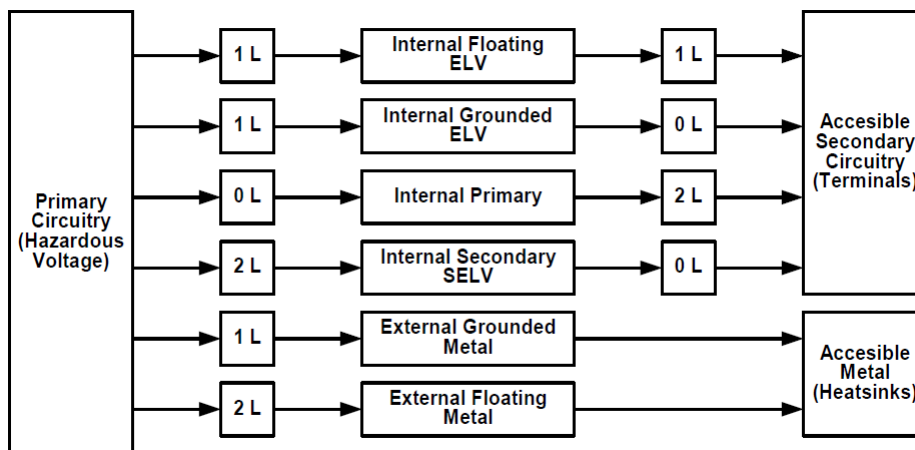 Primary
Circuitry
(Hazardous
Voltage)
1 L
Internal Floating
ELV
1 L
1 L
Internal Grounded
ELV
0 L
0 L
Internal Primary
2 L
2 L
Internal Secondary
SELV
0 L
1 L
External Grounded
Metal
2 L
External Floating
Metal
Accesible
Secondary
Circuitry
(Terminals)
Accesible
Metal
(Heatsinks)